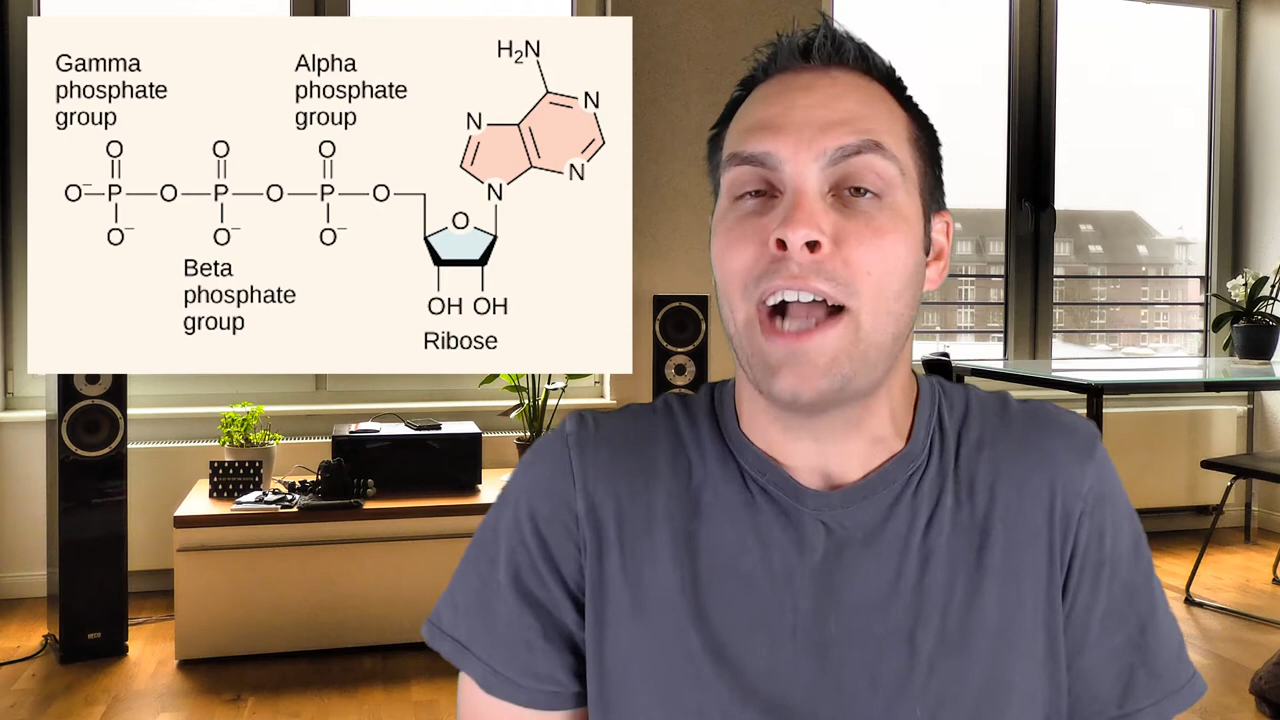 Gamma
phosphate
group
Alpha
phosphate
group
H₂N
N
N
N
N
O
O
O
O⁻
P
O
P
O
P
O
O
O⁻
O⁻
O⁻
Beta
phosphate
group
OH OH
Ribose